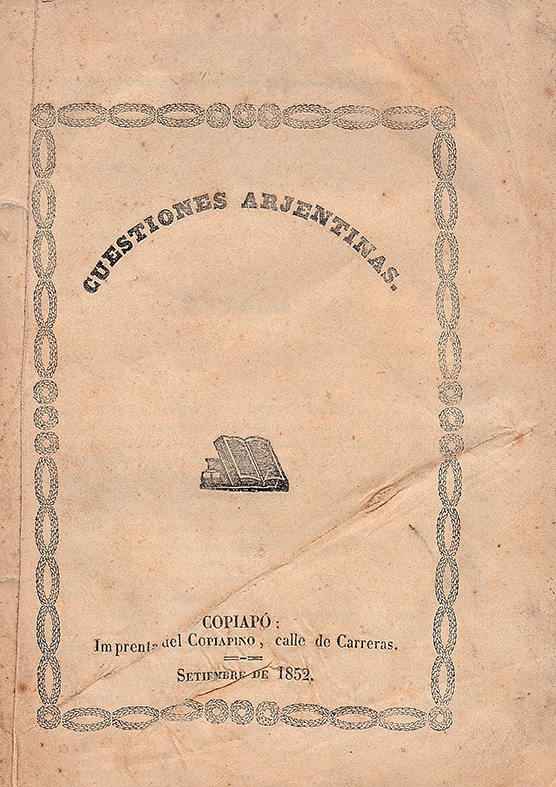 CUESTIONES ARJENTINAS.
COPIAPÓ:
Imprenta del COPIAPINO, calle de Carreras.
SETIEMBRE DE 1852.